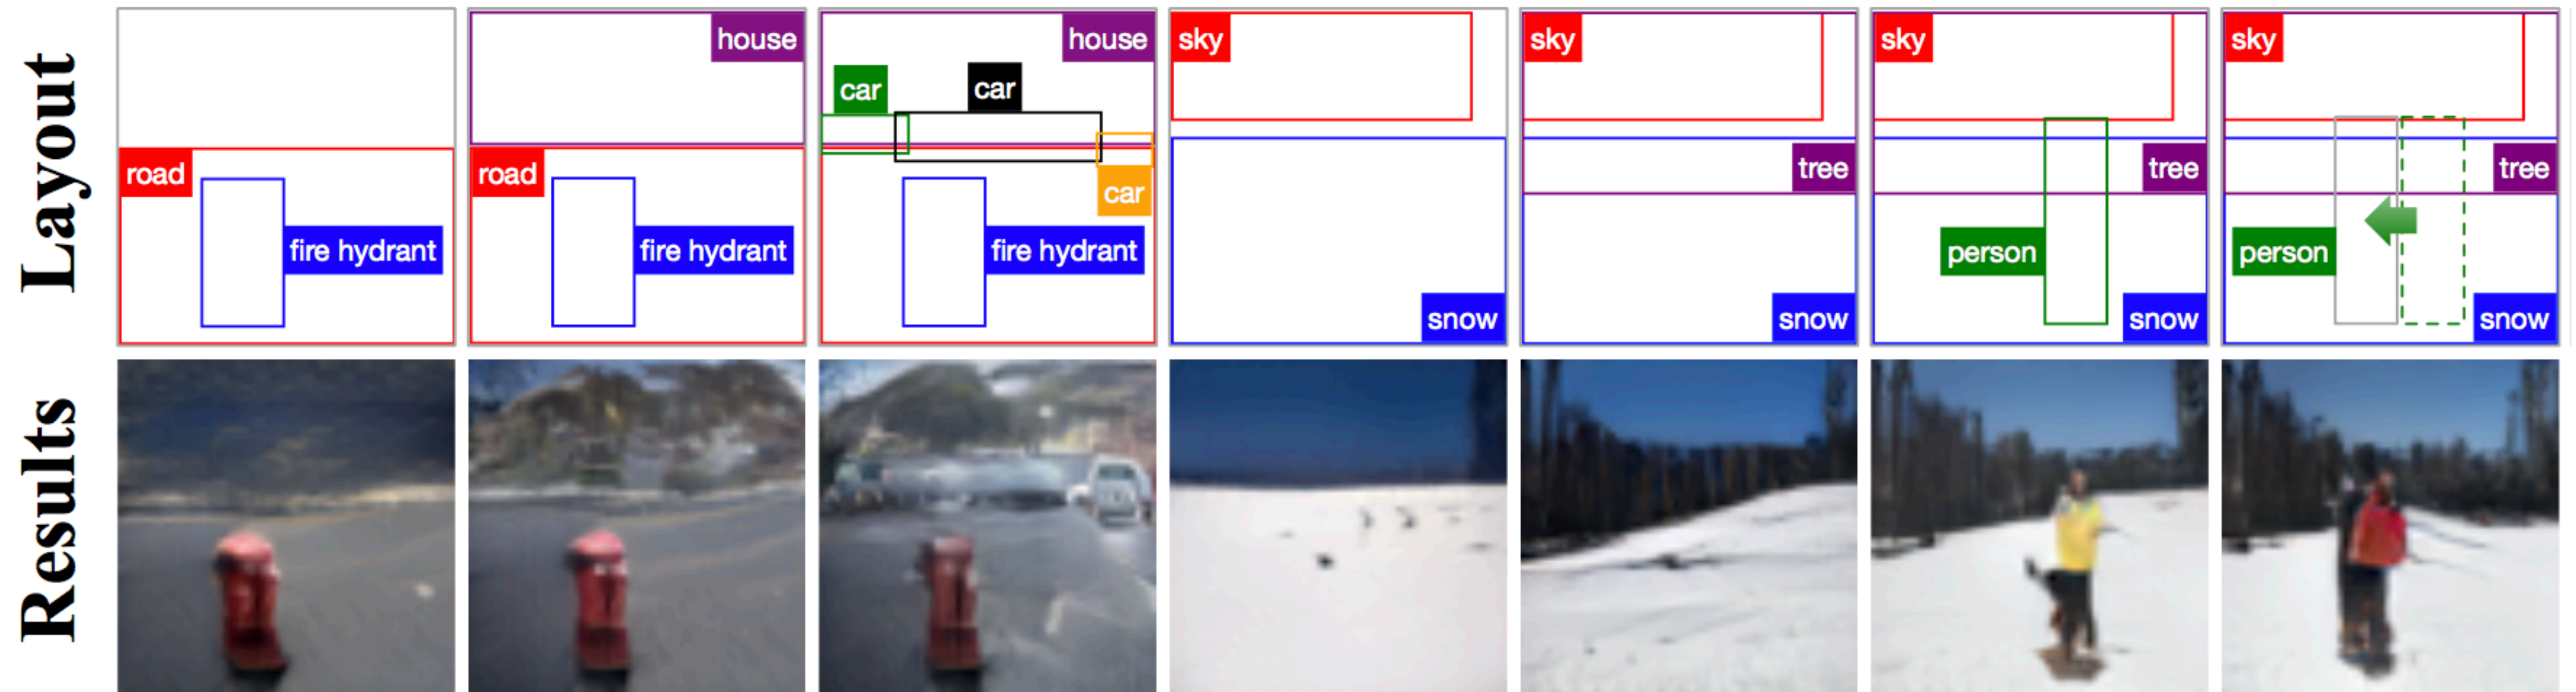 Layout
road
fire hydrant
house
road
fire hydrant
house
car
car
car
fire hydrant
sky
snow
sky
tree
snow
sky
tree
person
snow
sky
tree
person
snow
Results